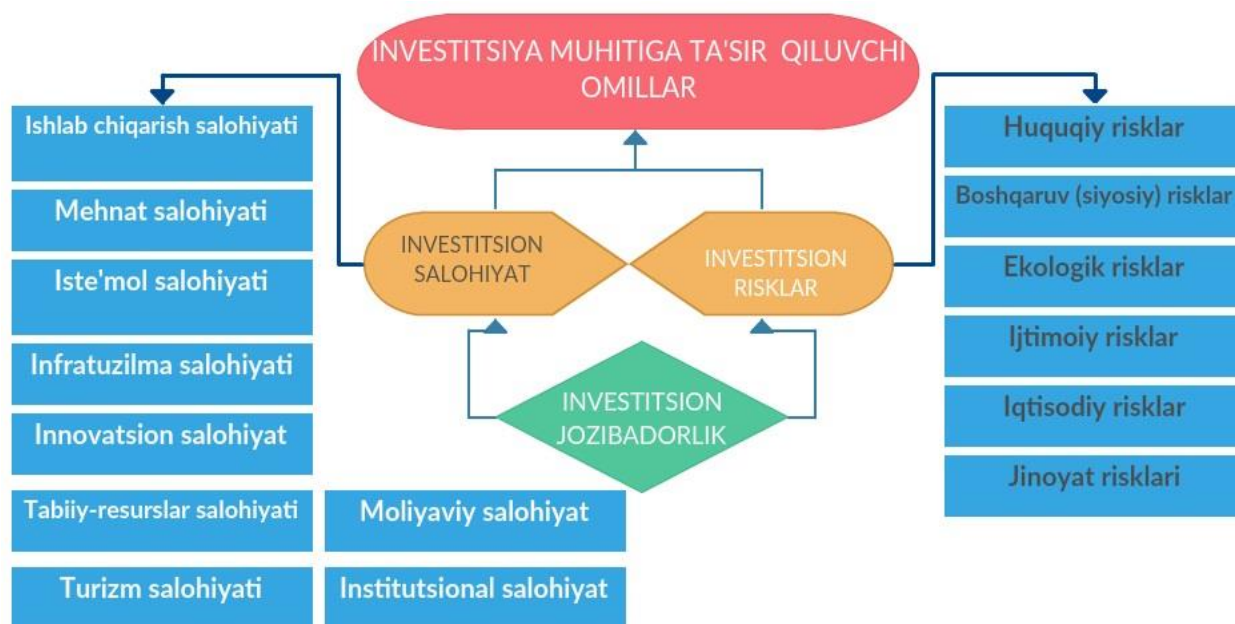 INVESTITSIYA MUHITIGA TA'SIR QILUVCHI
OMILLAR
Ishlab chiqarish salohiyati
Mehnat salohiyati
Iste'mol salohiyati
Infratuzilma salohiyati
Innovatsion salohiyat
Tabiiy-resurslar salohiyati
Turizm salohiyati
Moliyaviy salohiyat
Institutsional salohiyat
INVESTITSION
SALOHIYAT
INVESTITSION
RISKLAR
INVESTITSION
JOZIBADORLIK
Huquqiy risklar
Boshqaruv (siyosiy) risklar
Ekologik risklar
Ijtimoiy risklar
Iqtisodiy risklar
Jinoyat risklari